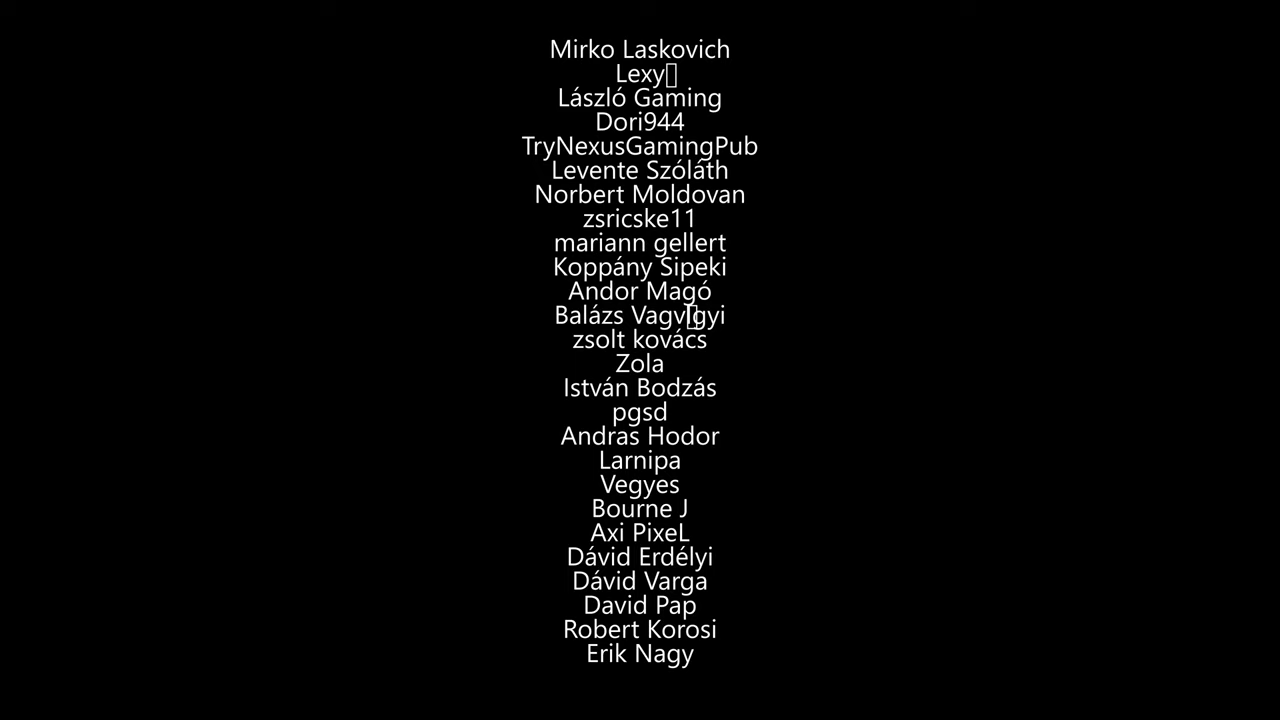 Mirko Laskovich
Lexy
László Gaming
Dori944
TryNexusGamingPub
Levente Szóláth
Norbert Moldovan
zsricske11
mariann gellert
Koppány Sipeki
Andor Magó
Balázs
zsolt kovács
Zola
István Bodzás
pgsd
Andras Hodor
Larnipa
Vegyes
Bourne J
Axi PixeL
Dávid Erdélyi
Dávid Varga
David Pap
Robert Korosi
Erik Nagy